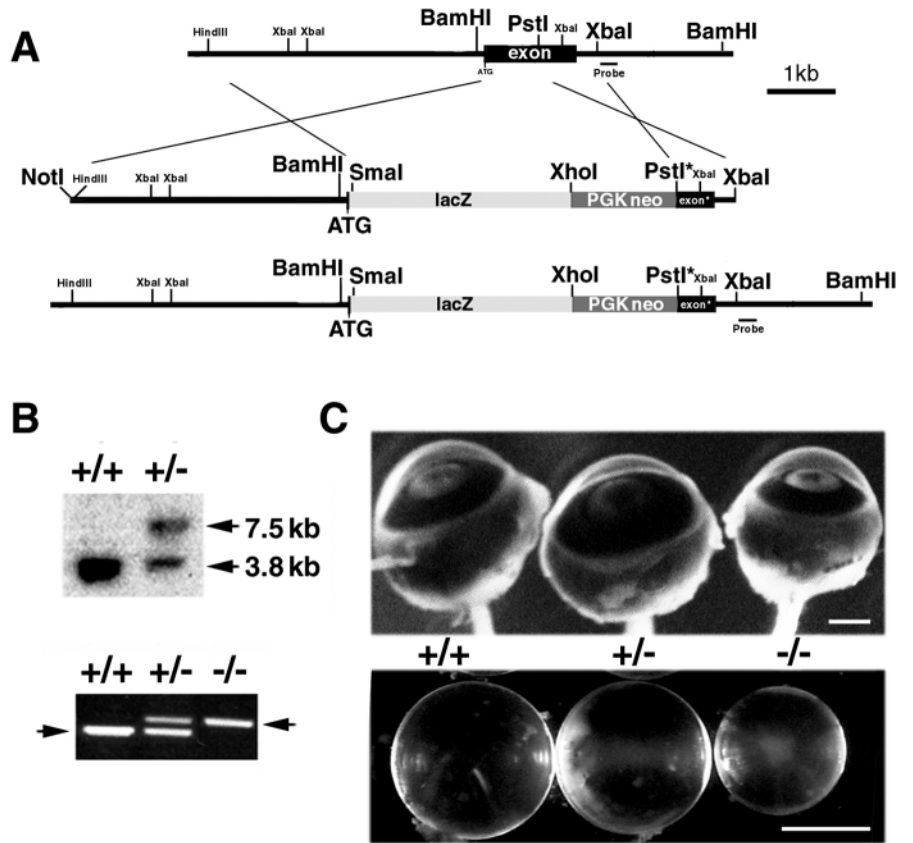 A
HindIII XbaI XbaI BamHI PstI XbaI XbaI BamHI
exon
ATG
Probe
1kb
NotI HindIII XbaI XbaI BamHI SmaI XhoI PstI* XbaI XbaI
lacZ PGK neo exon*
ATG
HindIII XbaI XbaI BamHI SmaI XhoI PstI* XbaI XbaI BamHI
lacZ PGK neo exon*
ATG
Probe
B
+/+ +/-
7.5 kb
3.8 kb
+/+ +/- -/-
C
+/+ +/- -/-